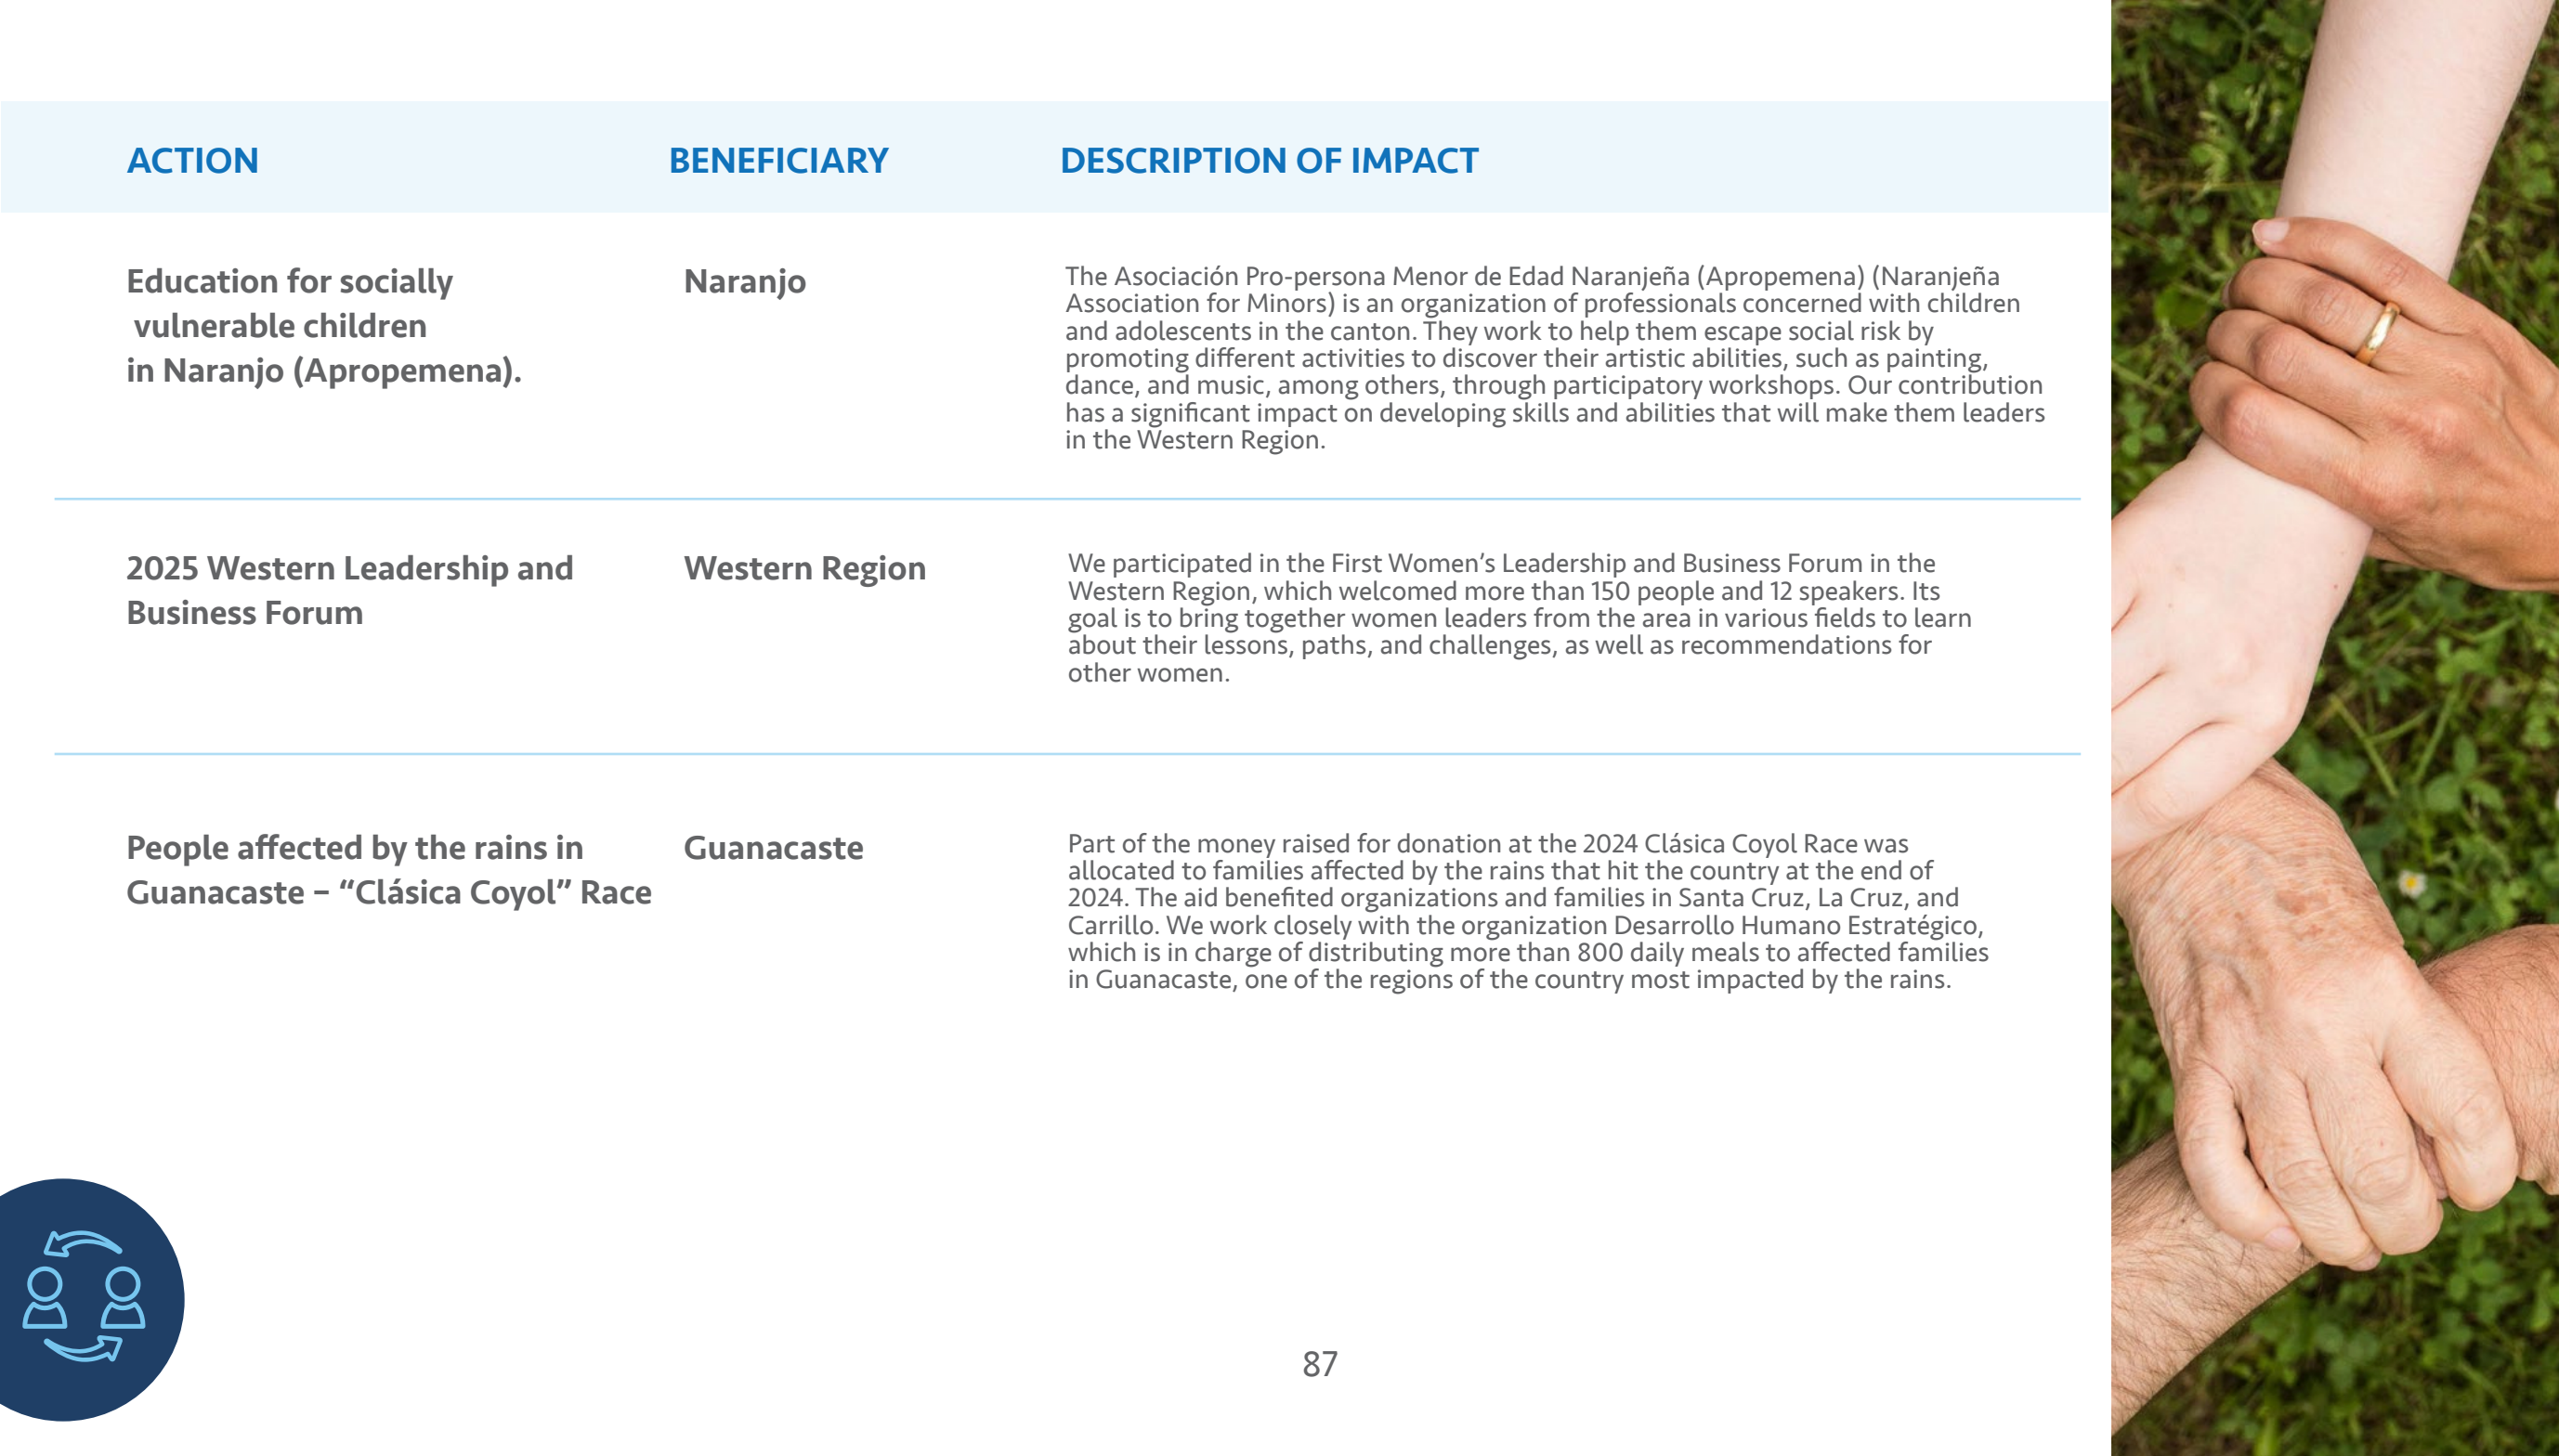 ACTION BENEFICIARY DESCRIPTION OF IMPACT
Education for socially
vulnerable children
in Naranjo (Apropemena).
Naranjo
The Asociación Pro-persona Menor de Edad Naranjeña (Apropemena) (Naranjeña
Association for Minors) is an organization of professionals concerned with children
and adolescents in the canton. They work to help them escape social risk by
promoting different activities to discover their artistic abilities, such as painting,
dance, and music, among others, through participatory workshops. Our contribution
has a significant impact on developing skills and abilities that will make them leaders
in the Western Region.
2025 Western Leadership and
Business Forum
Western Region
We participated in the First Women’s Leadership and Business Forum in the
Western Region, which welcomed more than 150 people and 12 speakers. Its
goal is to bring together women leaders from the area in various fields to learn
about their lessons, paths, and challenges, as well as recommendations for
other women.
People affected by the rains in
Guanacaste – “Clásica Coyol” Race
Guanacaste
Part of the money raised for donation at the 2024 Clásica Coyol Race was
allocated to families affected by the rains that hit the country at the end of
2024. The aid benefited organizations and families in Santa Cruz, La Cruz, and
Carrillo. We work closely with the organization Desarrollo Humano Estratégico,
which is in charge of distributing more than 800 daily meals to affected families
in Guanacaste, one of the regions of the country most impacted by the rains.
87